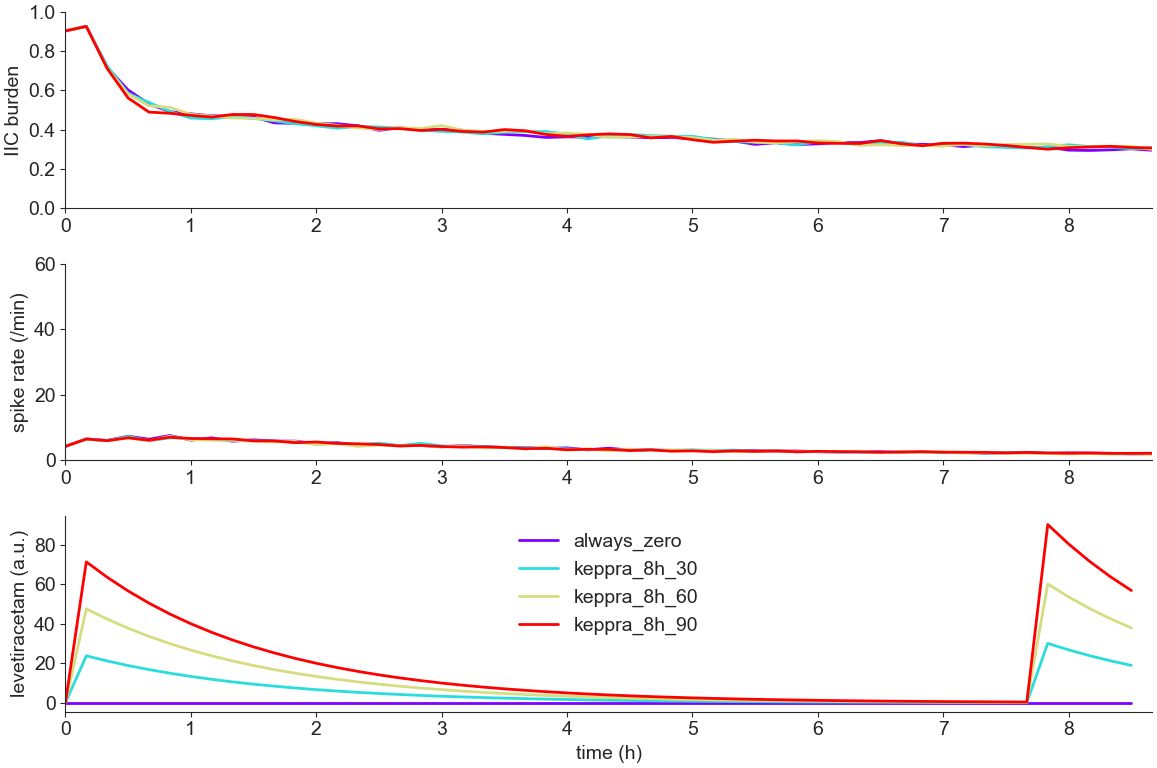 IIC burden
1.0
0.8
0.6
0.4
0.2
0.0
0 1 2 3 4 5 6 7 8
spike rate (/min)
60
40
20
0
0 1 2 3 4 5 6 7 8
levetiracetam (a.u.)
80
60
40
20
0
always_zero
keppra_8h_30
keppra_8h_60
keppra_8h_90
0 1 2 3 4 5 6 7 8
time (h)